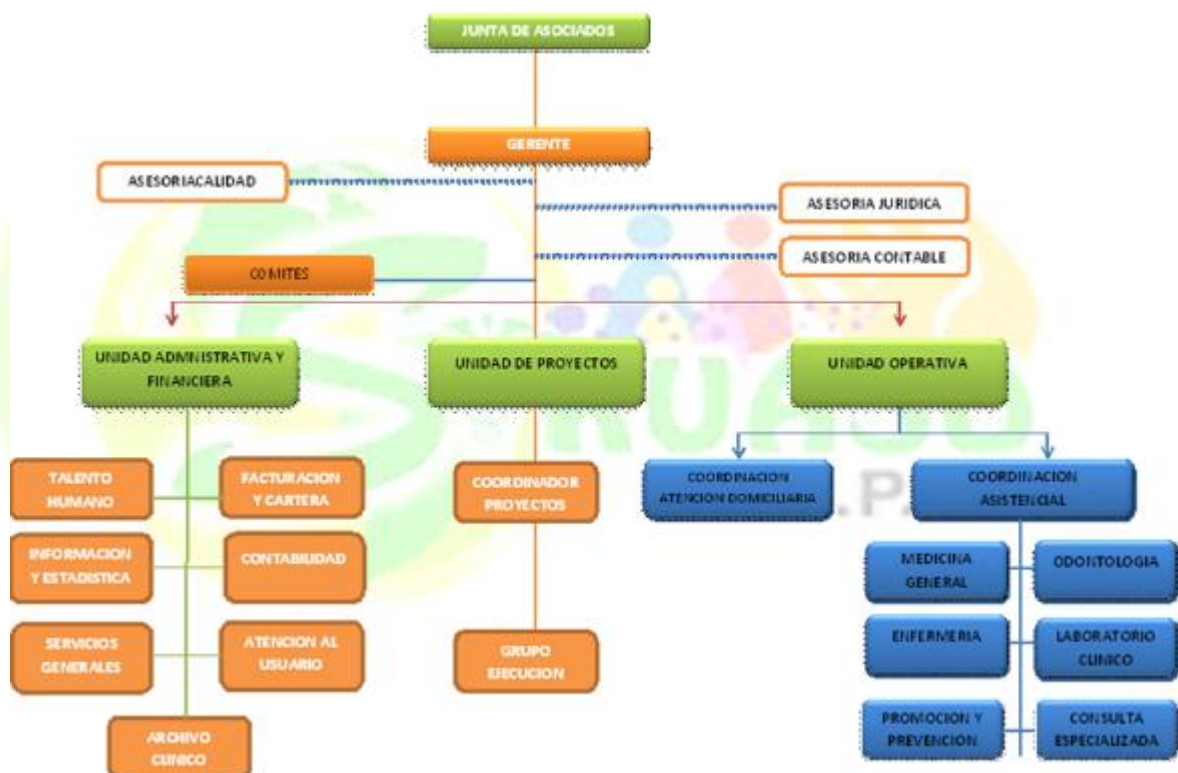 JUNTA DE ASOCIADOS
GERENTE
ASESORIACALIDAD
ASESORIA JURIDICA
ASESORIA CONTABLE
COMITES
UNIDAD ADMNISTRATIVA Y
FINANCIERA
UNIDAD DE PROYECTOS
UNIDAD OPERATIVA
TALENTO
HUMANO
FACTURACION
Y CARTERA
COORDINADOR
PROYECTOS
COORDINACION
ATENCION DOMICILIARIA
COORDINACION
ASISTENCIAL
INFORMACION
Y ESTADISTICA
CONTABILIDAD
MEDICINA
GENERAL
ODONTOLOGIA
SERVICIOS
GENERALES
ATENCION AL
USUARIO
GRUPO
EJECUCION
ENFERMERIA
LABORATORIO
CLINICO
ARCHIVO
CLINICO
PROMOCION Y
PREVENCION
CONSULTA
ESPECIALIZADA